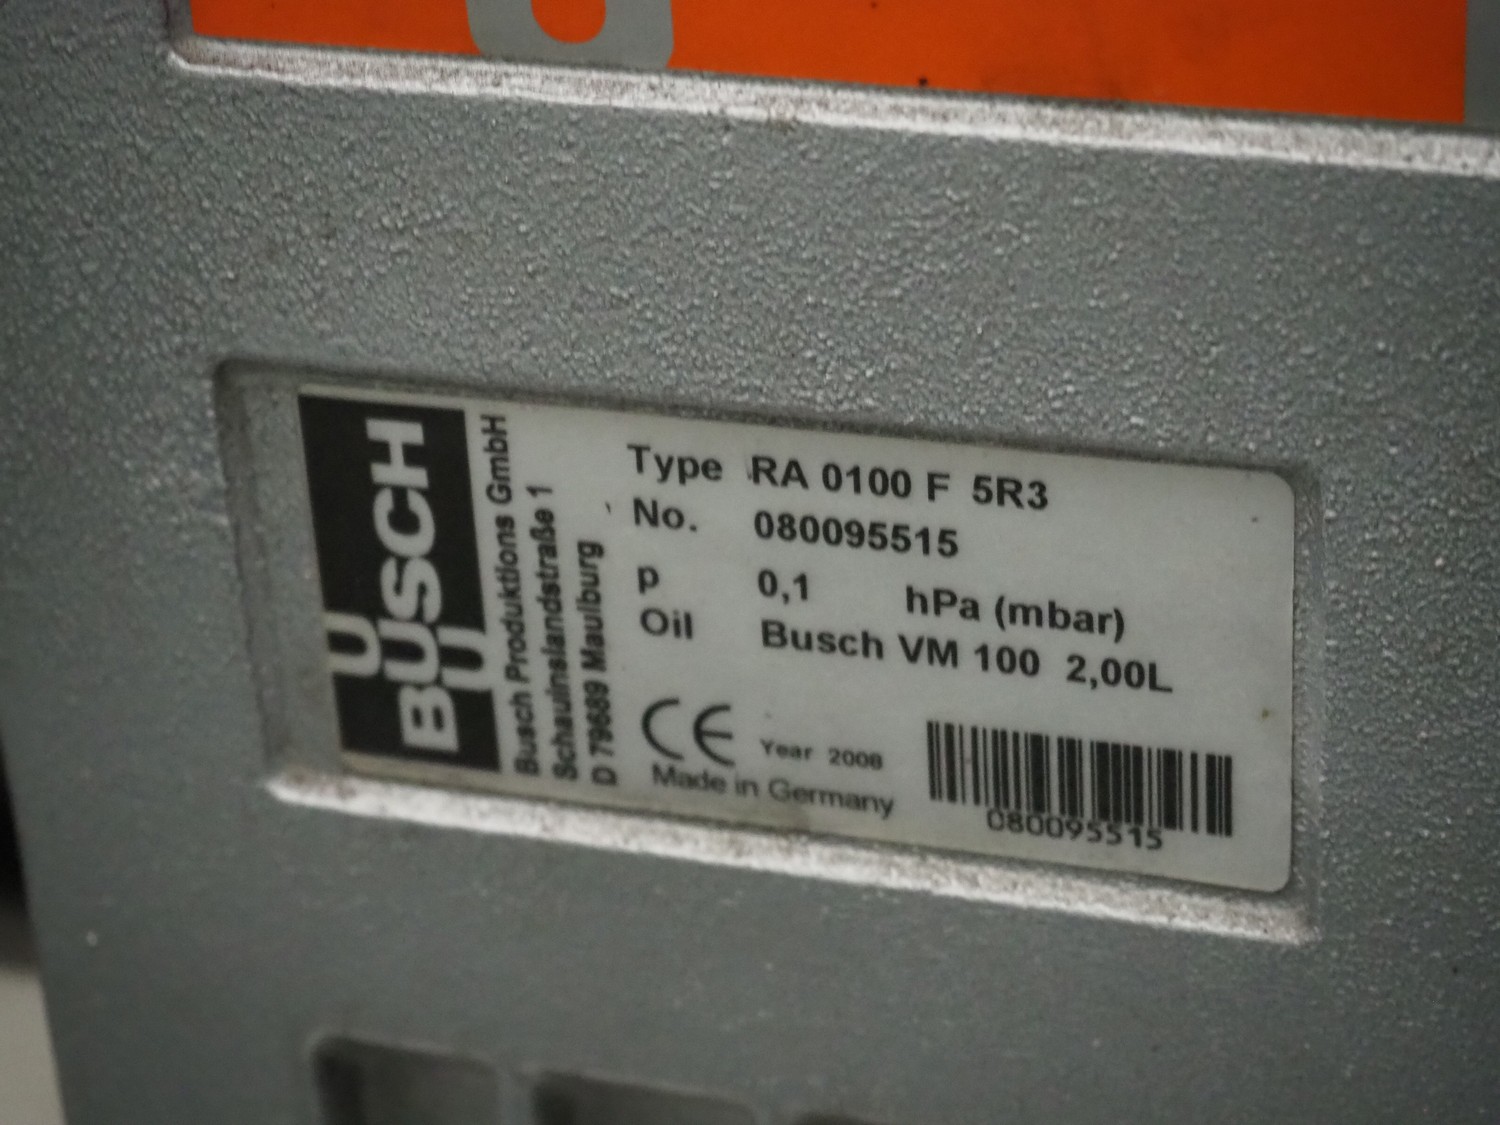 BUSCH
Busch Produktions GmbH
Schauinslandstraße 1
D 79689 Maulburg
Type RA 0100 F 5R3
No. 080095515
p 0,1 hPa (mbar)
Oil Busch VM 100 2,00L
CE Year 2008
Made in Germany
080095515